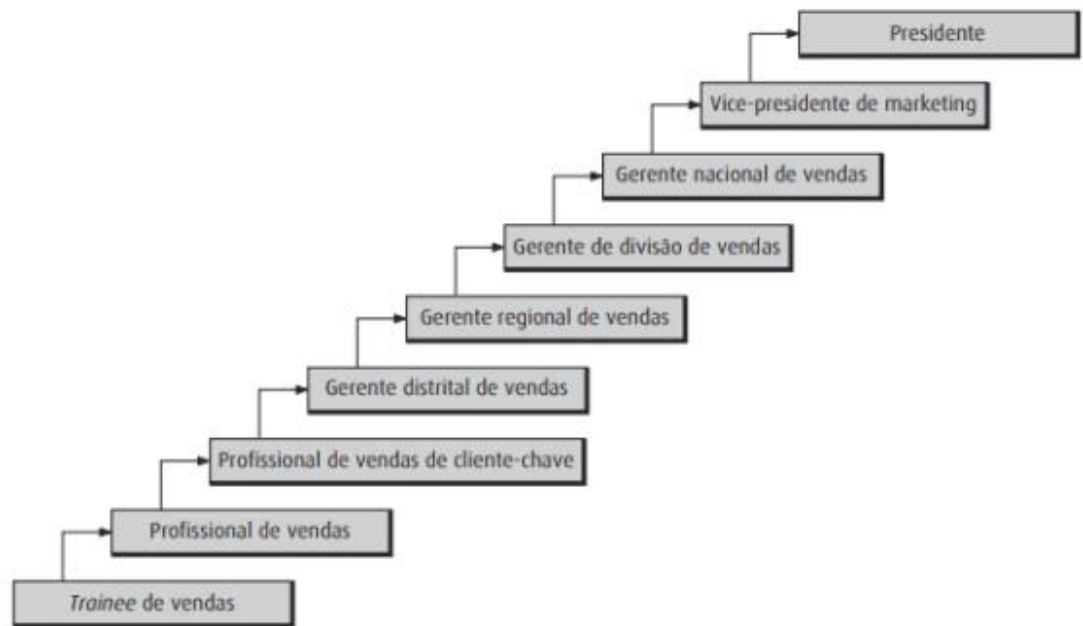 Presidente
Vice-presidente de marketing
Gerente nacional de vendas
Gerente de divisão de vendas
Gerente regional de vendas
Gerente distrital de vendas
Profissional de vendas de cliente-chave
Profissional de vendas
Trainee de vendas